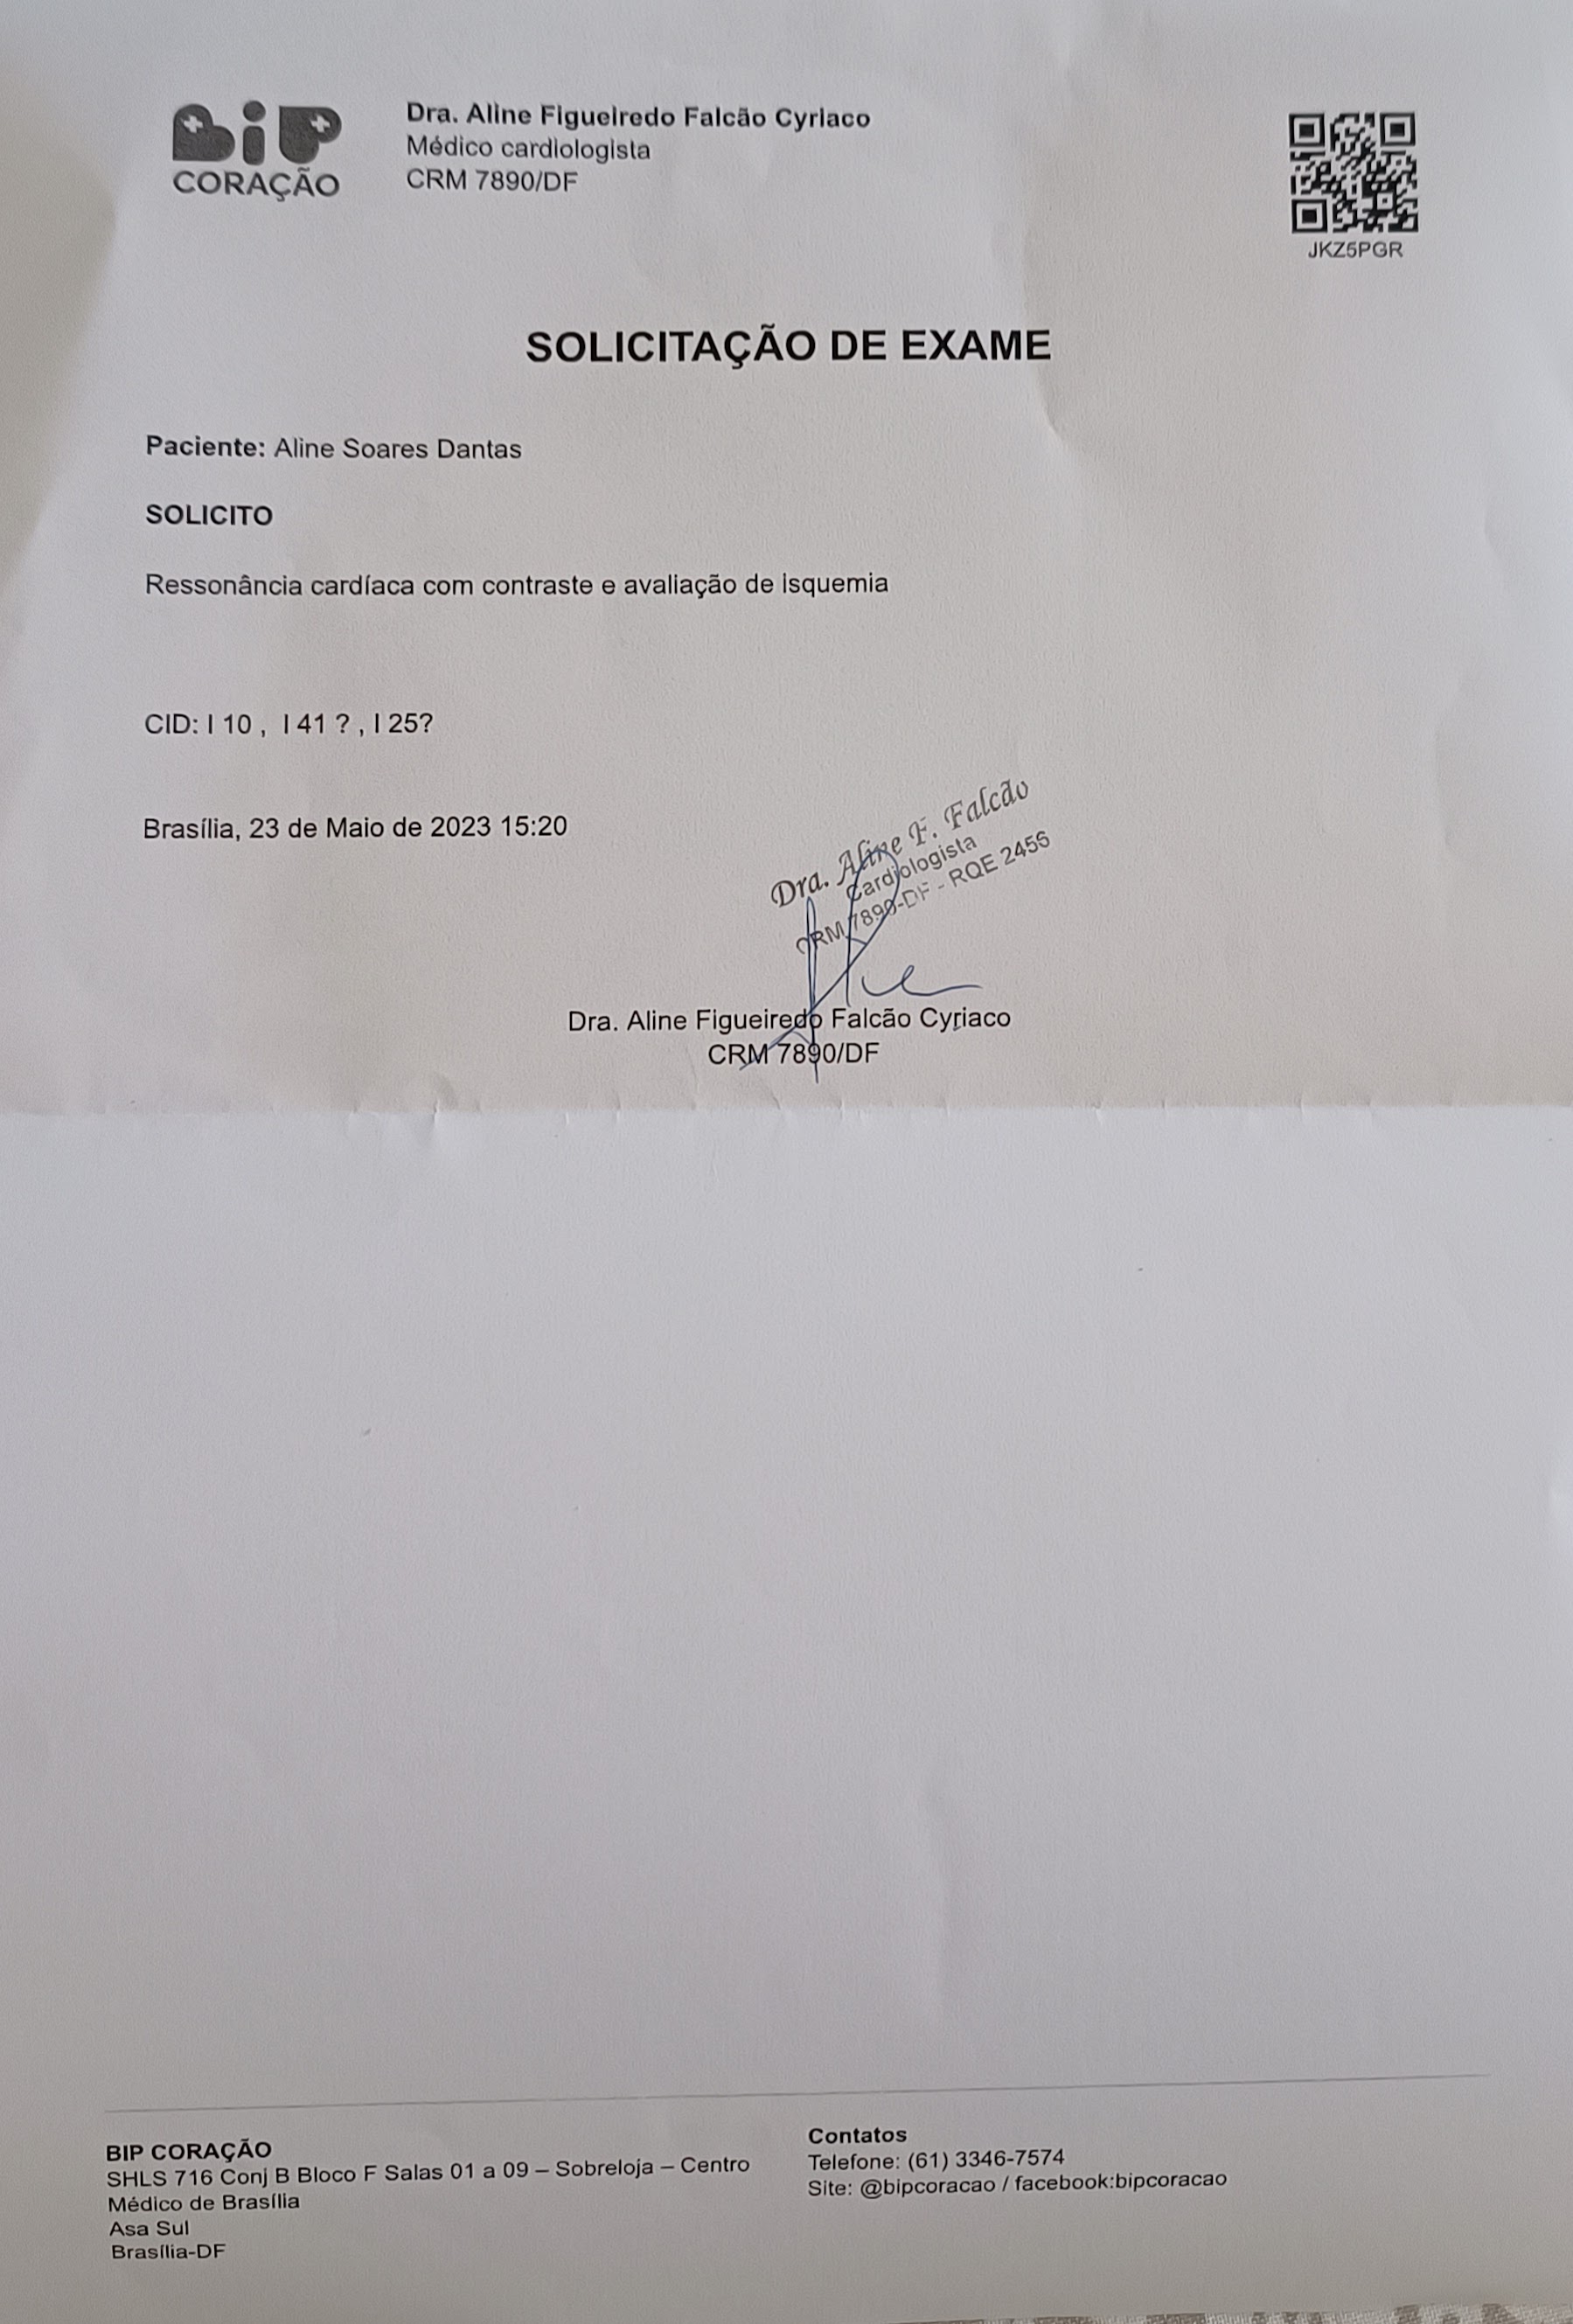 BiP
CORAÇÃO
Dra. Aline Figueiredo Falcão Cyriaco
Médico cardiologista
CRM 7890/DF
JKZ5PGR
SOLICITAÇÃO DE EXAME
Paciente: Aline Soares Dantas
SOLICITO
Ressonância cardíaca com contraste e avaliação de isquemia
CID: I 10 , I 41 ? , I 25?
Brasília, 23 de Maio de 2023 15:20
Dra. Aline F. Falcão
Cardiologista
CRM 7890-DF - RQE 2456
Dra. Aline Figueiredo Falcão Cyriaco
CRM 7890/DF
BIP CORAÇÃO
SHLS 716 Conj B Bloco F Salas 01 a 09 – Sobreloja – Centro
Médico de Brasília
Asa Sul
Brasília-DF
Contatos
Telefone: (61) 3346-7574
Site: @bipcoracao / facebook:bipcoracao